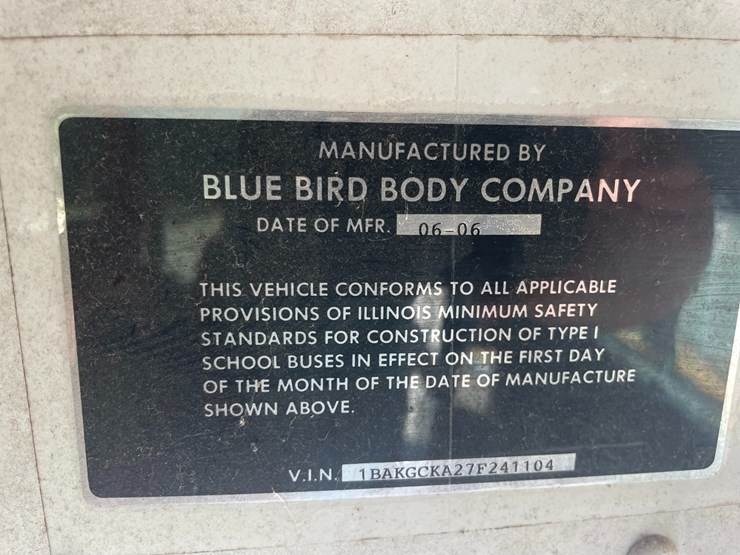 MANUFACTURED BY
BLUE BIRD BODY COMPANY
DATE OF MFR. 06-06
THIS VEHICLE CONFORMS TO ALL APPLICABLE
PROVISIONS OF ILLINOIS MINIMUM SAFETY
STANDARDS FOR CONSTRUCTION OF TYPE I
SCHOOL BUSES IN EFFECT ON THE FIRST DAY
OF THE MONTH OF THE DATE OF MANUFACTURE
SHOWN ABOVE.
V.I.N. 1BAKGCKA27F241104